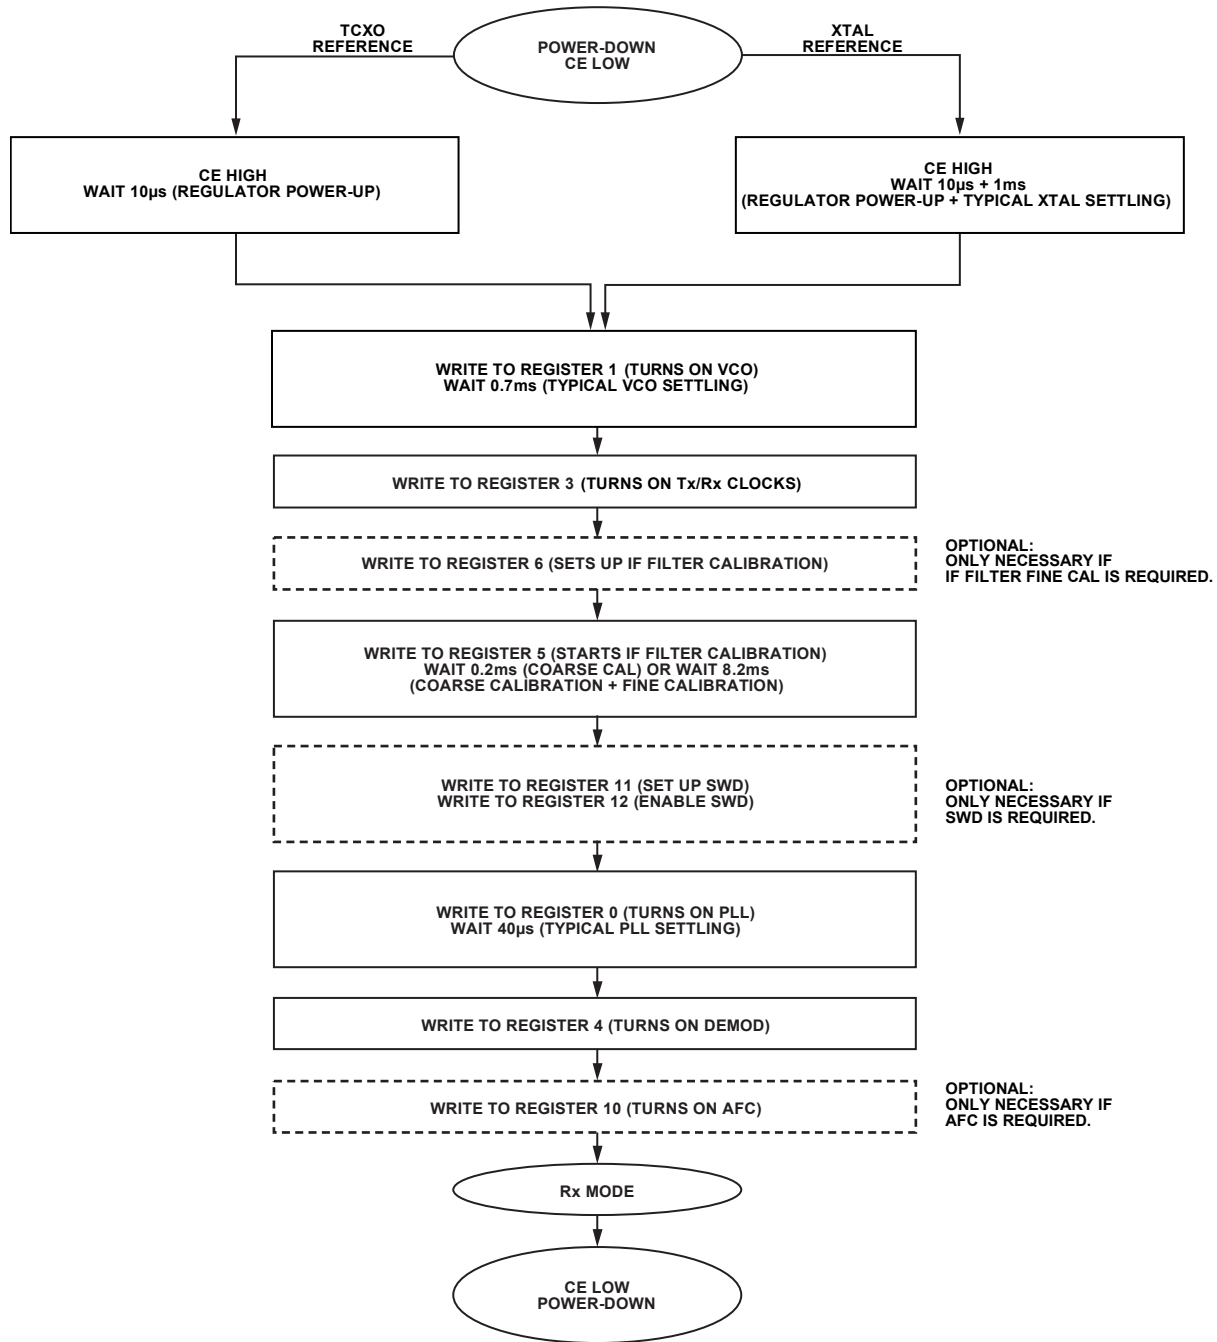 TCXO
REFERENCE
POWER-DOWN
CE LOW
XTAL
REFERENCE
CE HIGH
WAIT 10µs (REGULATOR POWER-UP)
CE HIGH
WAIT 10µs + 1ms
(REGULATOR POWER-UP + TYPICAL XTAL SETTLING)
WRITE TO REGISTER 1 (TURNS ON VCO)
WAIT 0.7ms (TYPICAL VCO SETTLING)
WRITE TO REGISTER 3 (TURNS ON Tx/Rx CLOCKS)
WRITE TO REGISTER 6 (SETS UP IF FILTER CALIBRATION)
OPTIONAL:
ONLY NECESSARY IF
IF FILTER FINE CAL IS REQUIRED.
WRITE TO REGISTER 5 (STARTS IF FILTER CALIBRATION)
WAIT 0.2ms (COARSE CAL) OR WAIT 8.2ms
(COARSE CALIBRATION + FINE CALIBRATION)
WRITE TO REGISTER 11 (SET UP SWD)
WRITE TO REGISTER 12 (ENABLE SWD)
OPTIONAL:
ONLY NECESSARY IF
SWD IS REQUIRED.
WRITE TO REGISTER 0 (TURNS ON PLL)
WAIT 40µs (TYPICAL PLL SETTLING)
WRITE TO REGISTER 4 (TURNS ON DEMOD)
WRITE TO REGISTER 10 (TURNS ON AFC)
OPTIONAL:
ONLY NECESSARY IF
AFC IS REQUIRED.
Rx MODE
CE LOW
POWER-DOWN